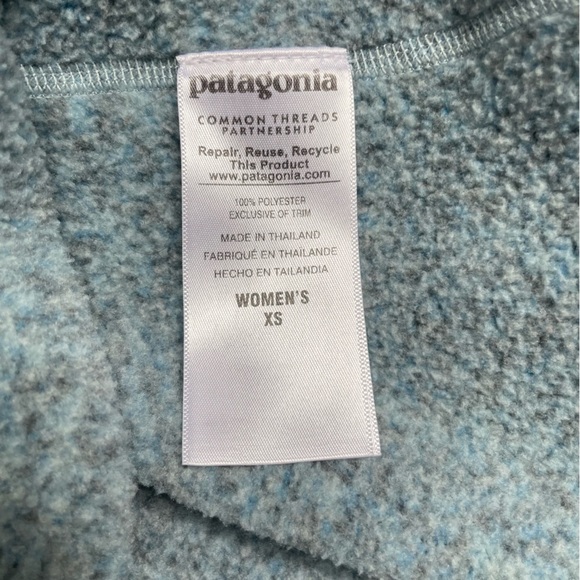 patagonia
COMMON THREADS
PARTNERSHIP
Repair, Reuse, Recycle
This Product
www.patagonia.com
100% POLYESTER
EXCLUSIVE OF TRIM
MADE IN THAILAND
FABRIQUÉ EN THAILANDE
HECHO EN TAILANDIA
WOMEN'S
XS